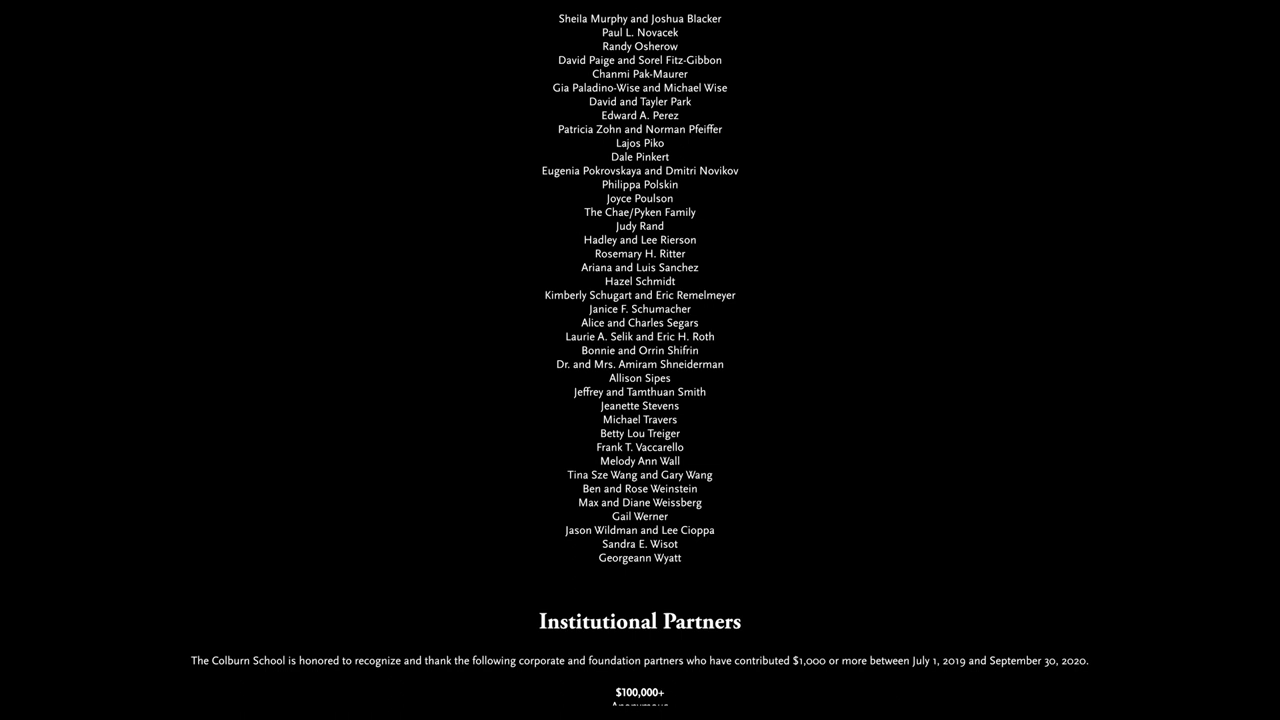 Sheila Murphy and Joshua Blacker
Paul L. Novacek
Randy Osherow
David Paige and Sorel Fitz-Gibbon
Chanmi Pak-Maurer
Gia Paladino-Wise and Michael Wise
David and Tayler Park
Edward A. Perez
Patricia Zohn and Norman Pfeiffer
Lajos Piko
Dale Pinkert
Eugenia Pokrovskaya and Dmitri Novikov
Philippa Polskin
Joyce Poulson
The Chae/Pyken Family
Judy Rand
Hadley and Lee Rierson
Rosemary H. Ritter
Ariana and Luis Sanchez
Hazel Schmidt
Kimberly Schugart and Eric Remelmeyer
Janice F. Schumacher
Alice and Charles Segars
Laurie A. Selik and Eric H. Roth
Bonnie and Orrin Shifrin
Dr. and Mrs. Amiram Shneiderman
Allison Sipes
Jeffrey and Tamthuan Smith
Jeanette Stevens
Michael Travers
Betty Lou Treiger
Frank T. Vaccarello
Melody Ann Wall
Tina Sze Wang and Gary Wang
Ben and Rose Weinstein
Max and Diane Weissberg
Gail Werner
Jason Wildman and Lee Cioppa
Sandra E. Wisot
Georgeann Wyatt
Institutional Partners
The Colburn School is honored to recognize and thank the following corporate and foundation partners who have contributed $1,000 or more between July 1, 2019 and September 30, 2020.
$100,000+